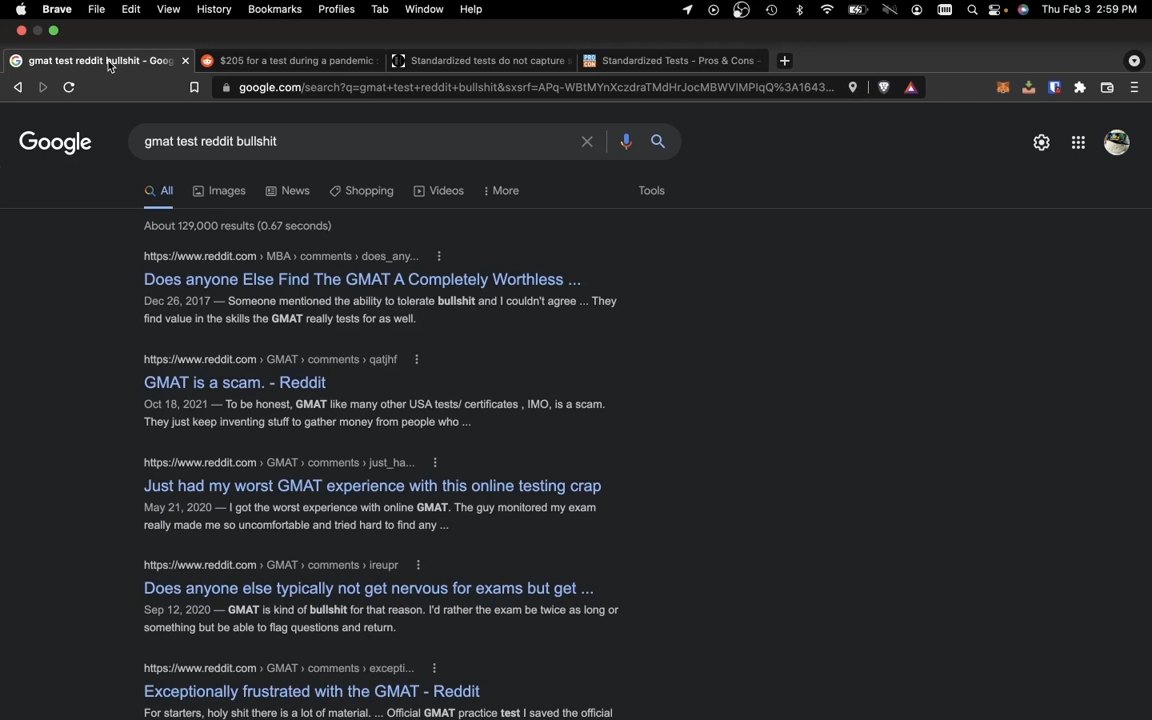 Brave File Edit View History Bookmarks Profiles Tab Window Help Thu Feb 3 2:59 PM
gmat test reddit bullshit - Goog $205 for a test during a pandemic : Standardized tests do not capture s PRO CON Standardized Tests - Pros & Cons -
google.com/search?q=gmat+test+reddit+bullshit&sxsrf=APq-WBtMYnXczdraTMdHrJocMBWVlMPlqQ%3A1643...
Google gmat test reddit bullshit
All Images News Shopping Videos More Tools
About 129,000 results (0.67 seconds)
https://www.reddit.com › MBA › comments › does_any...
Does anyone Else Find The GMAT A Completely Worthless ...
Dec 26, 2017 — Someone mentioned the ability to tolerate bullshit and I couldn't agree ... They
find value in the skills the GMAT really tests for as well.
https://www.reddit.com › GMAT › comments › qatjhf
GMAT is a scam. - Reddit
Oct 18, 2021 — To be honest, GMAT like many other USA tests/ certificates , IMO, is a scam.
They just keep inventing stuff to gather money from people who ...
https://www.reddit.com › GMAT › comments › just_ha...
Just had my worst GMAT experience with this online testing crap
May 21, 2020 — I got the worst experience with online GMAT. The guy monitored my exam
really made me so uncomfortable and tried hard to find any ...
https://www.reddit.com › GMAT › comments › ireupr
Does anyone else typically not get nervous for exams but get ...
Sep 12, 2020 — GMAT is kind of bullshit for that reason. I'd rather the exam be twice as long or
something but be able to flag questions and return.
https://www.reddit.com › GMAT › comments › excepti...
Exceptionally frustrated with the GMAT - Reddit
For starters, holy shit there is a lot of material. ... Official GMAT practice test I saved the official